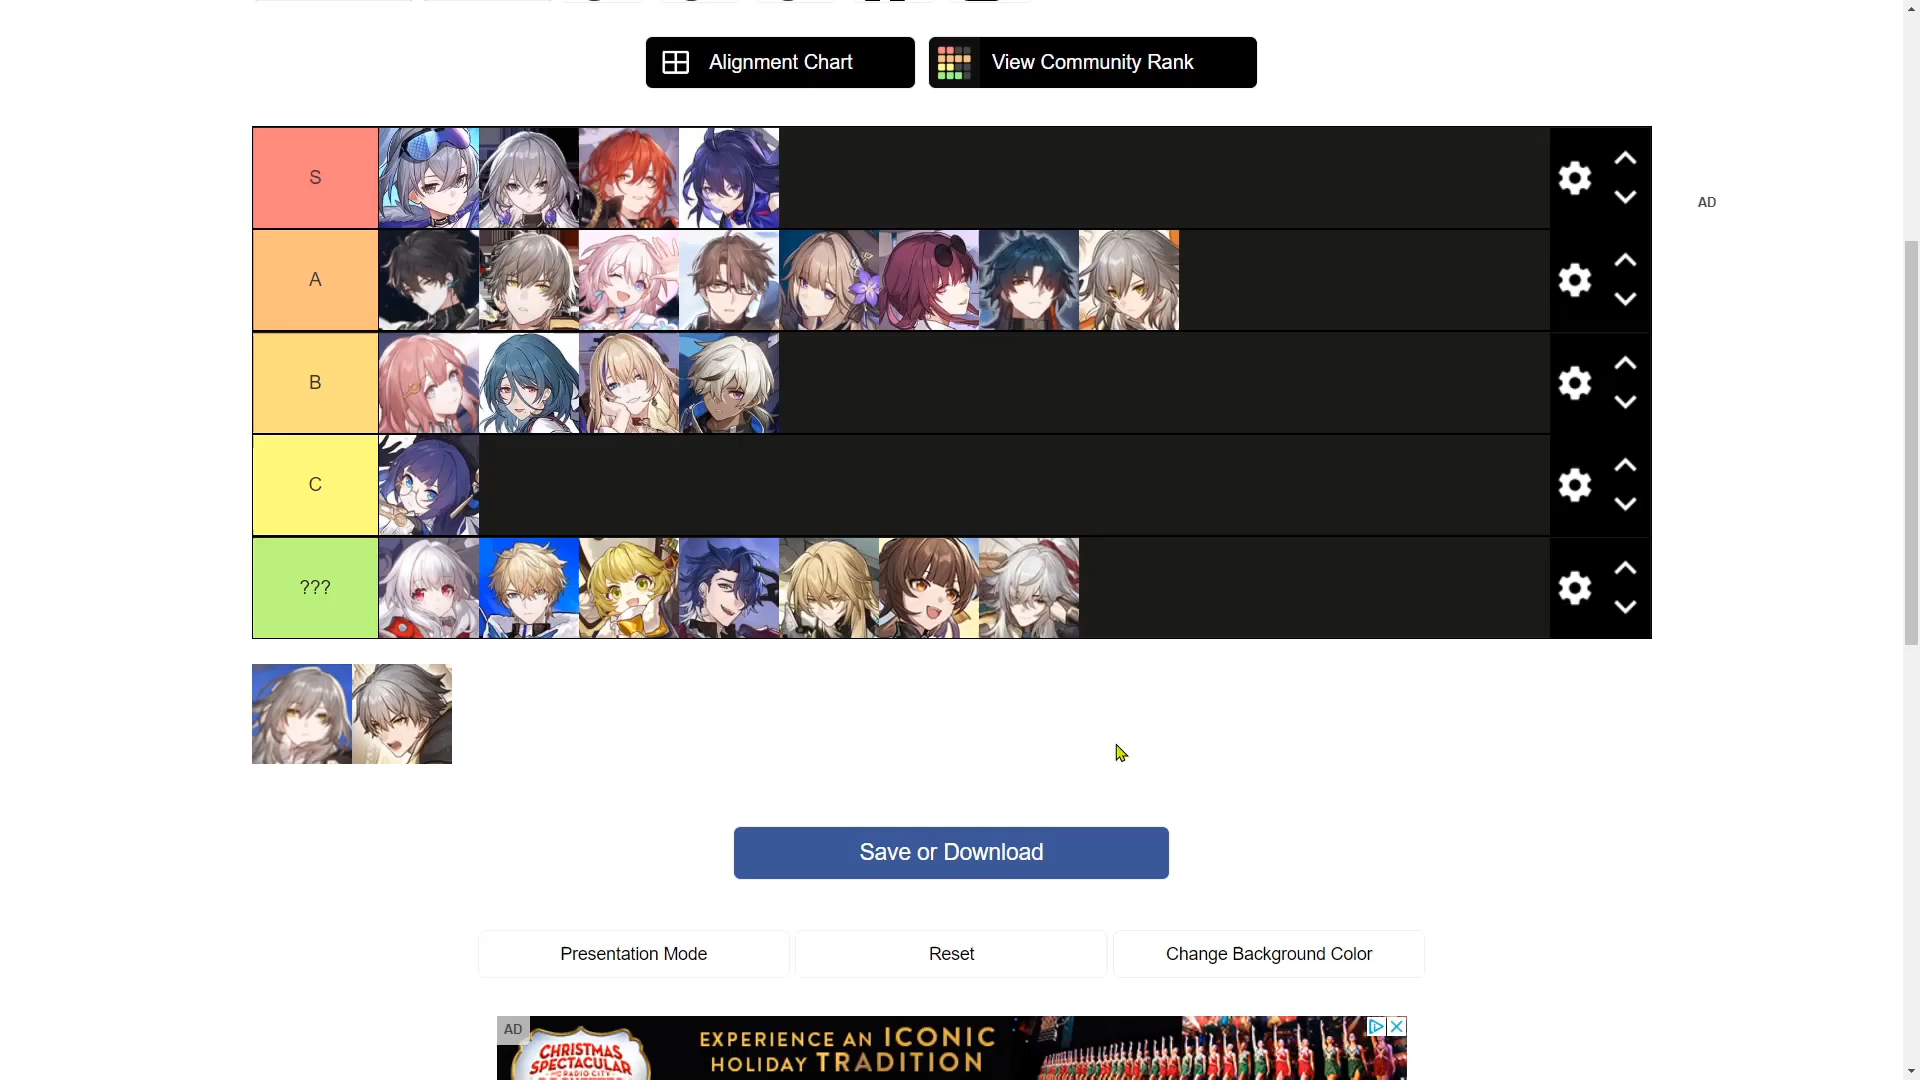 Alignment Chart
View Community Rank
S
AD
A
B
C
???
Save or Download
Presentation Mode
Reset
Change Background Color
AD
CHRISTMAS
SPECTACULAR
EXPERIENCE AN ICONIC
HOLIDAY TRADITION